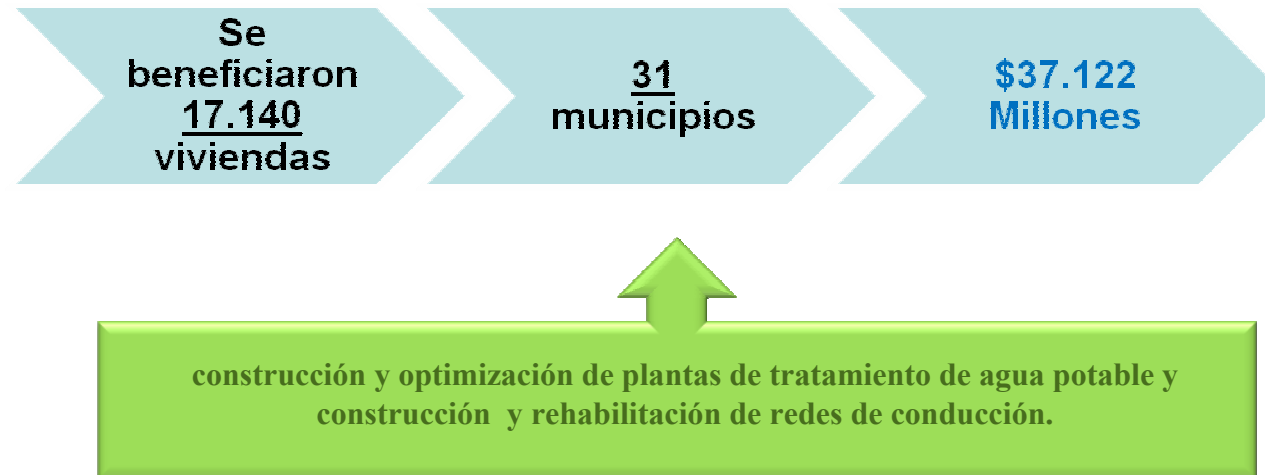 Se
beneficiaron
17.140
viviendas
31
municipios
$37.122
Millones
construcción y optimización de plantas de tratamiento de agua potable y
construcción y rehabilitación de redes de conducción.